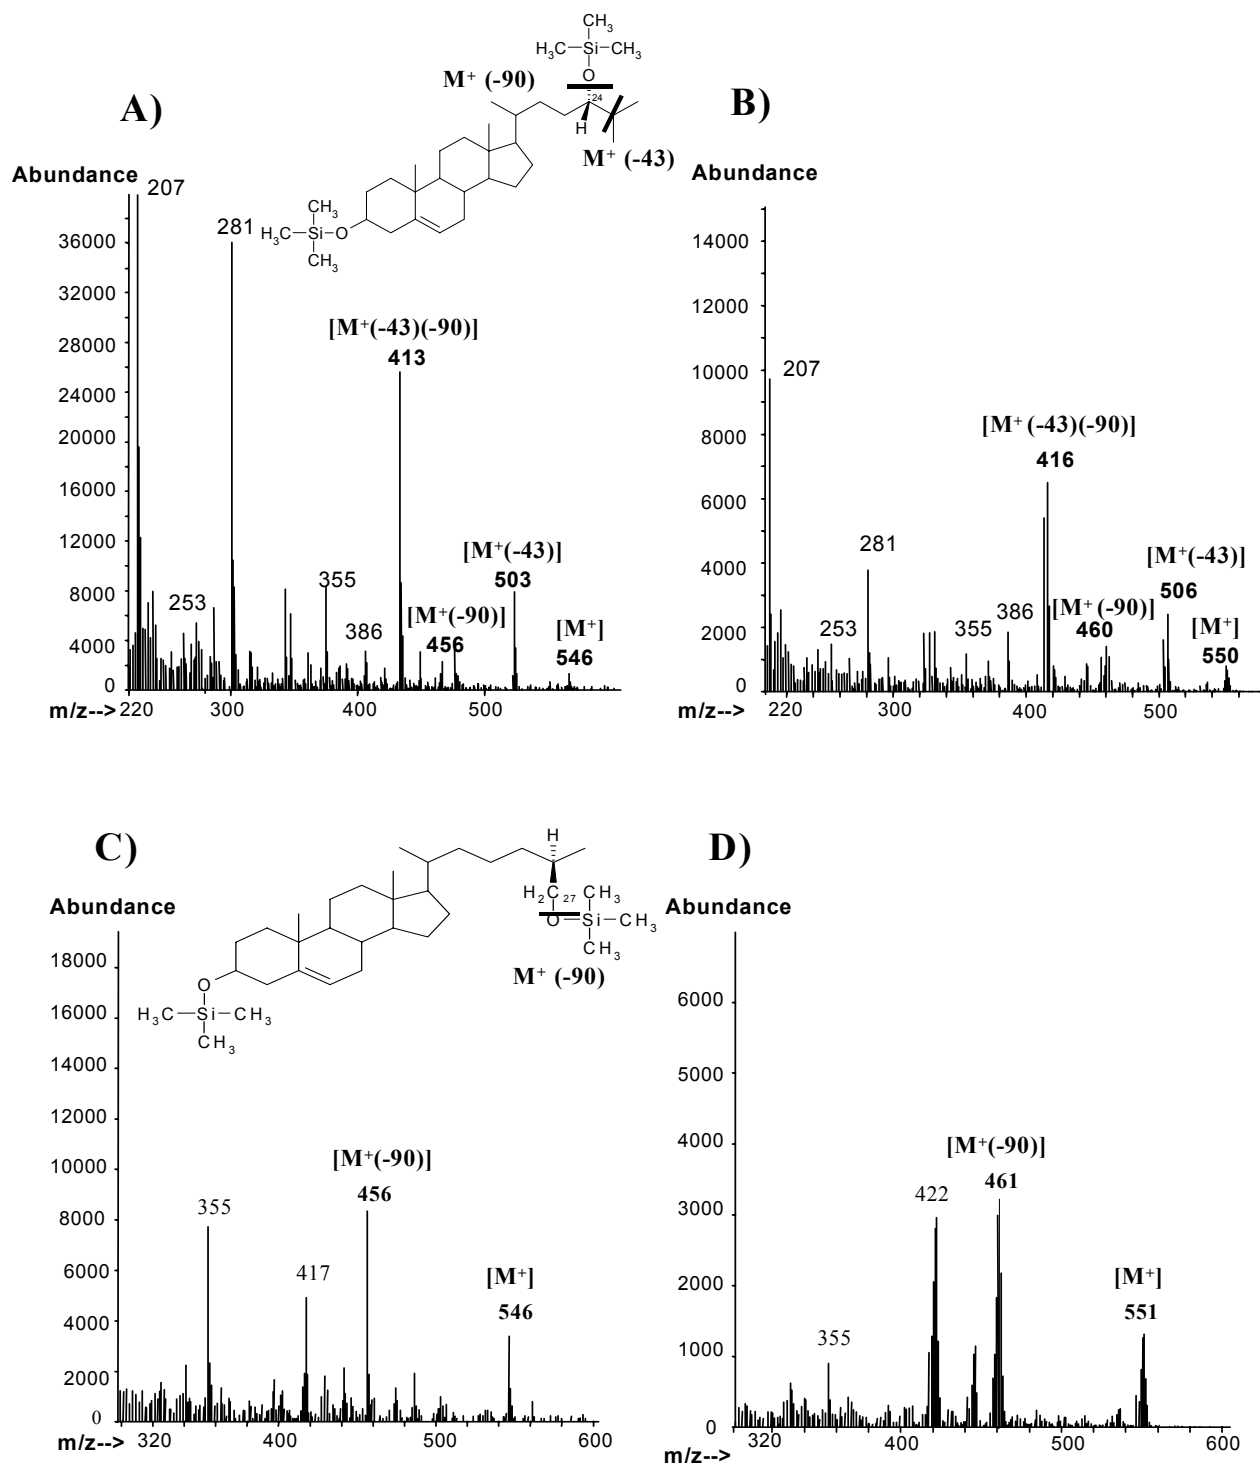 A)
CH3
H3C-Si-CH3
O
M+ (-90)
24
H
M+ (-43)
CH3
H3C-Si-O
CH3
Abundance
207
281
[M+(-43)(-90)]
413
[M+(-43)]
503
355
[M+(-90)]
253
386
456
[M+]
546
36000
32000
28000
24000
20000
16000
12000
8000
4000
0
m/z-->
220
300
400
500
B)
Abundance
207
[M+(-43)(-90)]
416
281
[M+(-43)]
506
386
[M+(-90)]
253
355
460
[M+]
550
14000
12000
10000
8000
6000
4000
2000
0
m/z-->
220
300
400
500
C)
H
H2C 27 CH3
O=Si-CH3
CH3
M+ (-90)
O
H3C-Si-CH3
CH3
Abundance
[M+(-90)]
456
355
417
[M+]
546
18000
16000
14000
12000
10000
8000
6000
4000
2000
0
m/z-->
320
400
500
600
D)
Abundance
[M+(-90)]
461
422
[M+]
551
355
6000
5000
4000
3000
2000
1000
0
m/z-->
320
400
500
600